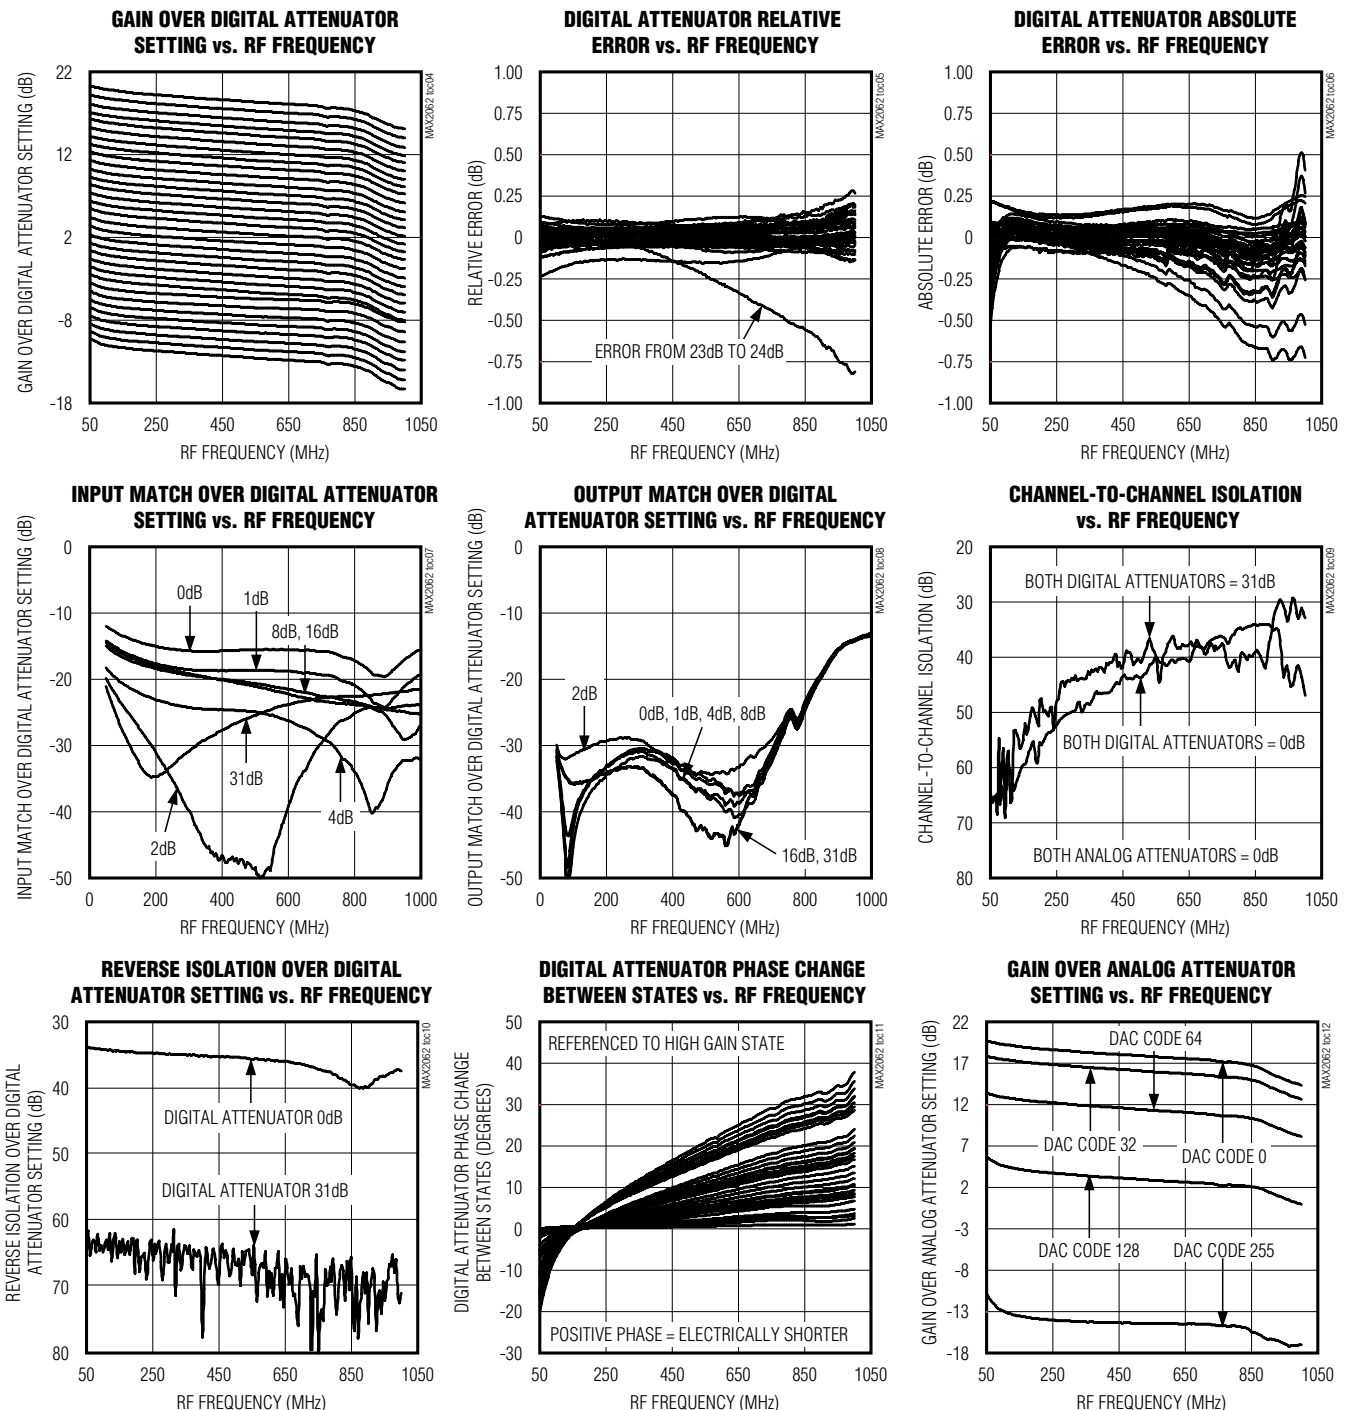 GAIN OVER DIGITAL ATTENUATOR
SETTING vs. RF FREQUENCY
GAIN OVER DIGITAL ATTENUATOR SETTING (dB)
22
12
2
-8
-18
50
250
450
650
850
1050
RF FREQUENCY (MHz)
MAX2062 toc04
DIGITAL ATTENUATOR RELATIVE
ERROR vs. RF FREQUENCY
RELATIVE ERROR (dB)
1.00
0.75
0.50
0.25
0
-0.25
-0.50
-0.75
-1.00
ERROR FROM 23dB TO 24dB
50
250
450
650
850
1050
RF FREQUENCY (MHz)
MAX2062 toc05
DIGITAL ATTENUATOR ABSOLUTE
ERROR vs. RF FREQUENCY
ABSOLUTE ERROR (dB)
1.00
0.75
0.50
0.25
0
-0.25
-0.50
-0.75
-1.00
50
250
450
650
850
1050
RF FREQUENCY (MHz)
MAX2062 toc06
INPUT MATCH OVER DIGITAL ATTENUATOR
SETTING vs. RF FREQUENCY
INPUT MATCH OVER DIGITAL ATTENUATOR SETTING (dB)
0
-10
-20
-30
-40
-50
0dB
1dB
8dB, 16dB
31dB
4dB
2dB
0
200
400
600
800
1000
RF FREQUENCY (MHz)
MAX2062 toc07
OUTPUT MATCH OVER DIGITAL
ATTENUATOR SETTING vs. RF FREQUENCY
OUTPUT MATCH OVER DIGITAL ATTENUATOR SETTING (dB)
0
-10
-20
-30
-40
-50
2dB
0dB, 1dB, 4dB, 8dB
16dB, 31dB
0
200
400
600
800
1000
RF FREQUENCY (MHz)
MAX2062 toc08
CHANNEL-TO-CHANNEL ISOLATION
vs. RF FREQUENCY
CHANNEL-TO-CHANNEL ISOLATION (dB)
20
30
40
50
60
70
80
BOTH DIGITAL ATTENUATORS = 31dB
BOTH DIGITAL ATTENUATORS = 0dB
BOTH ANALOG ATTENUATORS = 0dB
50
250
450
650
850
1050
RF FREQUENCY (MHz)
MAX2062 toc09
REVERSE ISOLATION OVER DIGITAL
ATTENUATOR SETTING vs. RF FREQUENCY
REVERSE ISOLATION OVER DIGITAL
ATTENUATOR SETTING (dB)
30
40
50
60
70
80
DIGITAL ATTENUATOR 0dB
DIGITAL ATTENUATOR 31dB
50
250
450
650
850
1050
RF FREQUENCY (MHz)
MAX2062 toc10
DIGITAL ATTENUATOR PHASE CHANGE
BETWEEN STATES vs. RF FREQUENCY
DIGITAL ATTENUATOR PHASE CHANGE
BETWEEN STATES (DEGREES)
50
40
30
20
10
0
-10
-20
-30
REFERENCED TO HIGH GAIN STATE
POSITIVE PHASE = ELECTRICALLY SHORTER
50
250
450
650
850
1050
RF FREQUENCY (MHz)
MAX2062 toc11
GAIN OVER ANALOG ATTENUATOR
SETTING vs. RF FREQUENCY
GAIN OVER ANALOG ATTENUATOR SETTING (dB)
22
17
12
7
2
-3
-8
-13
-18
DAC CODE 64
DAC CODE 32
DAC CODE 0
DAC CODE 128
DAC CODE 255
50
250
450
650
850
1050
RF FREQUENCY (MHz)
MAX2062 toc12